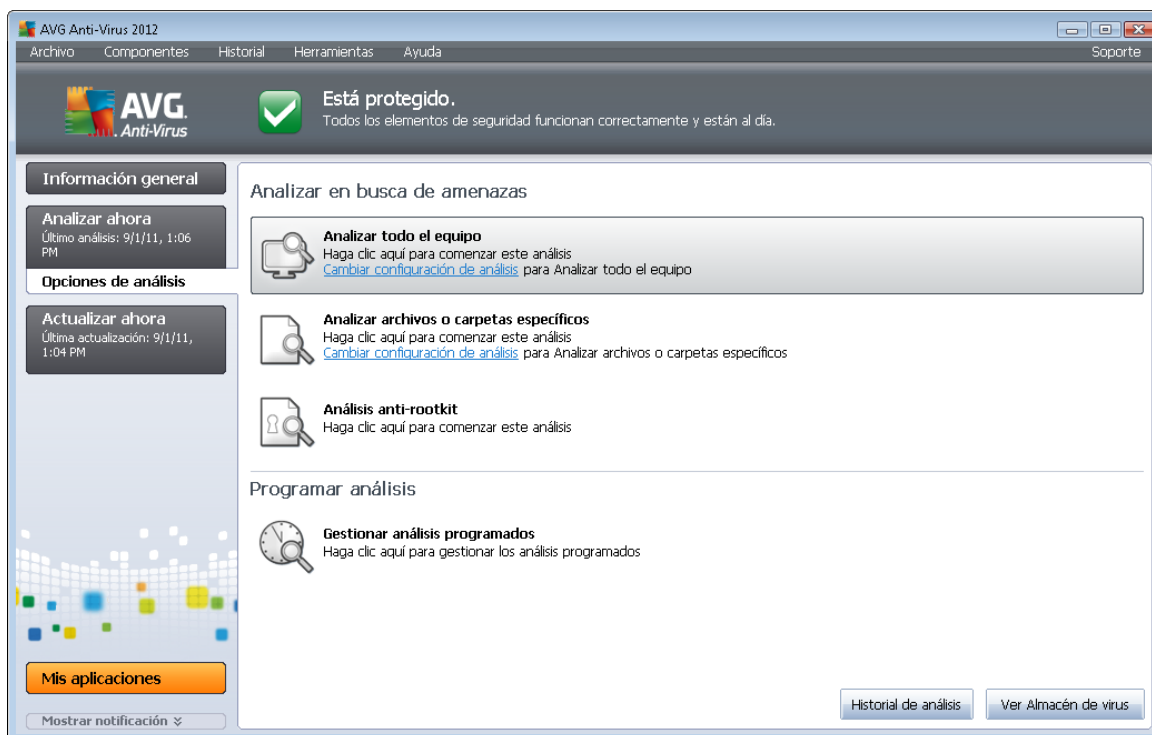 AVG Anti-Virus 2012
Archivo Componentes Historial Herramientas Ayuda Soporte
AVG.
Anti-Virus
Está protegido.
Todos los elementos de seguridad funcionan correctamente y están al día.
Información general
Analizar ahora
Último análisis: 9/1/11, 1:06
PM
Opciones de análisis
Actualizar ahora
Última actualización: 9/1/11,
1:04 PM
Mis aplicaciones
Mostrar notificación
Analizar en busca de amenazas
Analizar todo el equipo
Haga clic aquí para comenzar este análisis
Cambiar configuración de análisis para Analizar todo el equipo
Analizar archivos o carpetas específicos
Haga clic aquí para comenzar este análisis
Cambiar configuración de análisis para Analizar archivos o carpetas específicos
Análisis anti-rootkit
Haga clic aquí para comenzar este análisis
Programar análisis
Gestionar análisis programados
Haga clic aquí para gestionar los análisis programados
Historial de análisis Ver Almacén de virus